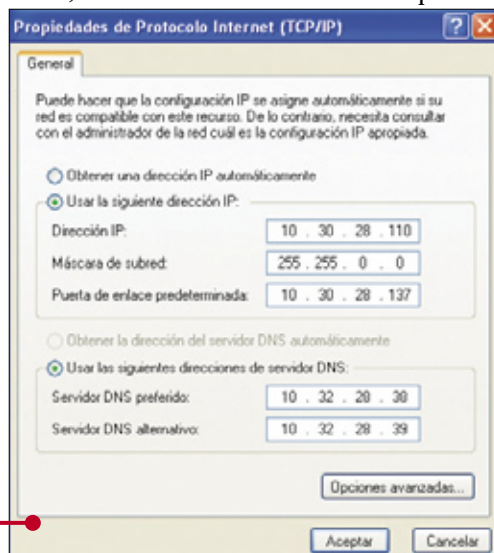 Propiedades de Protocolo Internet (TCP/IP)
General
Puede hacer que la configuración IP se asigne automáticamente si su
red es compatible con este recurso. De lo contrario, necesita consultar
con el administrador de la red cuál es la configuración IP apropiada.
Obtener una dirección IP automáticamente
Usar la siguiente dirección IP:
Dirección IP: 10 . 30 . 28 . 110
Máscara de subred: 255 . 255 . 0 . 0
Puerta de enlace predeterminada: 10 . 30 . 28 . 137
Obtener la dirección del servidor DNS automáticamente
Usar las siguientes direcciones de servidor DNS:
Servidor DNS preferido: 10 . 32 . 28 . 38
Servidor DNS alternativo: 10 . 32 . 28 . 39
Opciones avanzadas...
Aceptar Cancelar